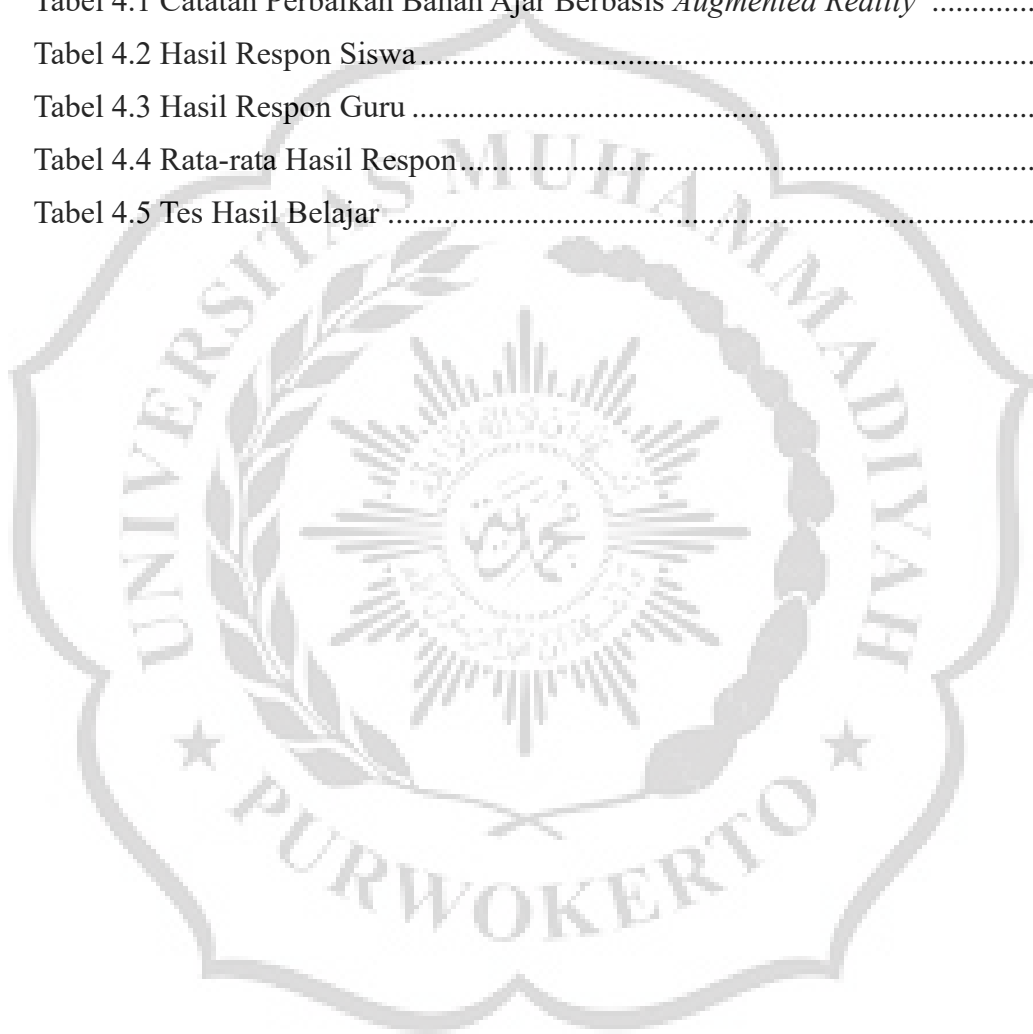 Tabel 4.1 Catatan Perbaikan Bahan Ajar Berbasis Augmented Reality ............
Tabel 4.2 Hasil Respon Siswa............................................................
Tabel 4.3 Hasil Respon Guru ............................................................
Tabel 4.4 Rata-rata Hasil Respon........................................................
Tabel 4.5 Tes Hasil Belajar ...............................................................
UNIVERSITAS MUHAMMADIYAH
PURWOKERTO